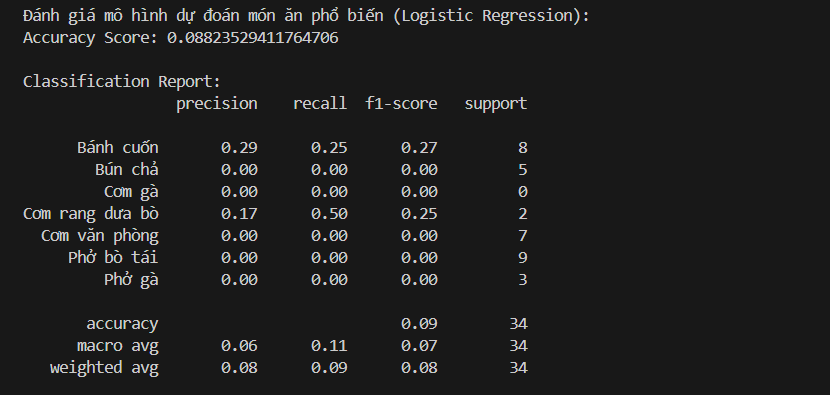 Đánh giá mô hình dự đoán món ăn phổ biến (Logistic Regression):
Accuracy Score: 0.08823529411764706
Classification Report:
precision recall f1-score support
Bánh cuốn 0.29 0.25 0.27 8
Bún chả 0.00 0.00 0.00 5
Cơm gà 0.00 0.00 0.00 0
Cơm rang dưa bò 0.17 0.50 0.25 2
Cơm văn phòng 0.00 0.00 0.00 7
Phở bò tái 0.00 0.00 0.00 9
Phở gà 0.00 0.00 0.00 3
accuracy 0.09 34
macro avg 0.06 0.11 0.07 34
weighted avg 0.08 0.09 0.08 34